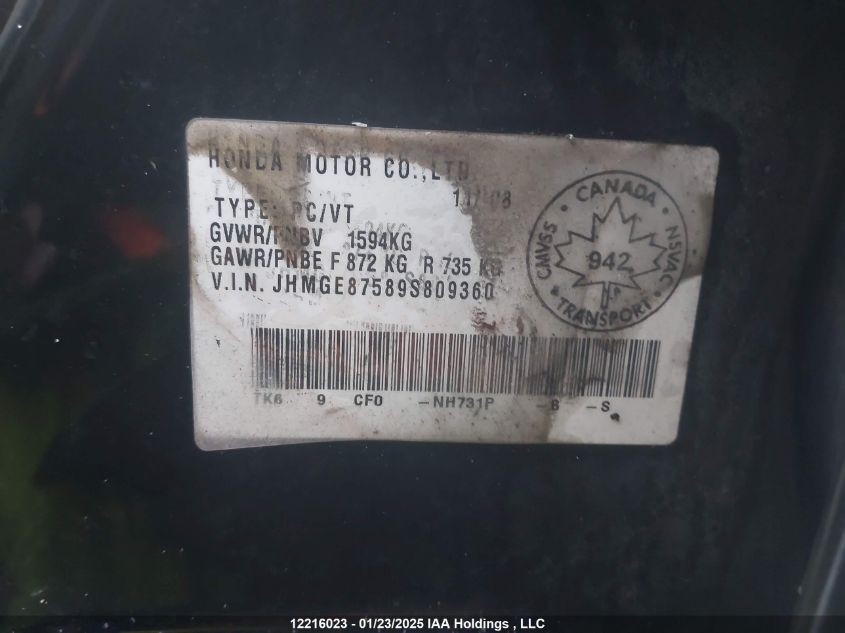 HONDA MOTOR CO.,LTD.
11/08
TYPE: PC/VT
GVWR/PNBV 1594KG
GAWR/PNBE F 872 KG R 735 KG
V.I.N. JHMGE87589S809360
CANADA
CMVSS
NSVAC
942
TRANSPORT
TK6 9 CF0 -NH731P -B -S
12216023 - 01/23/2025 IAA Holdings , LLC